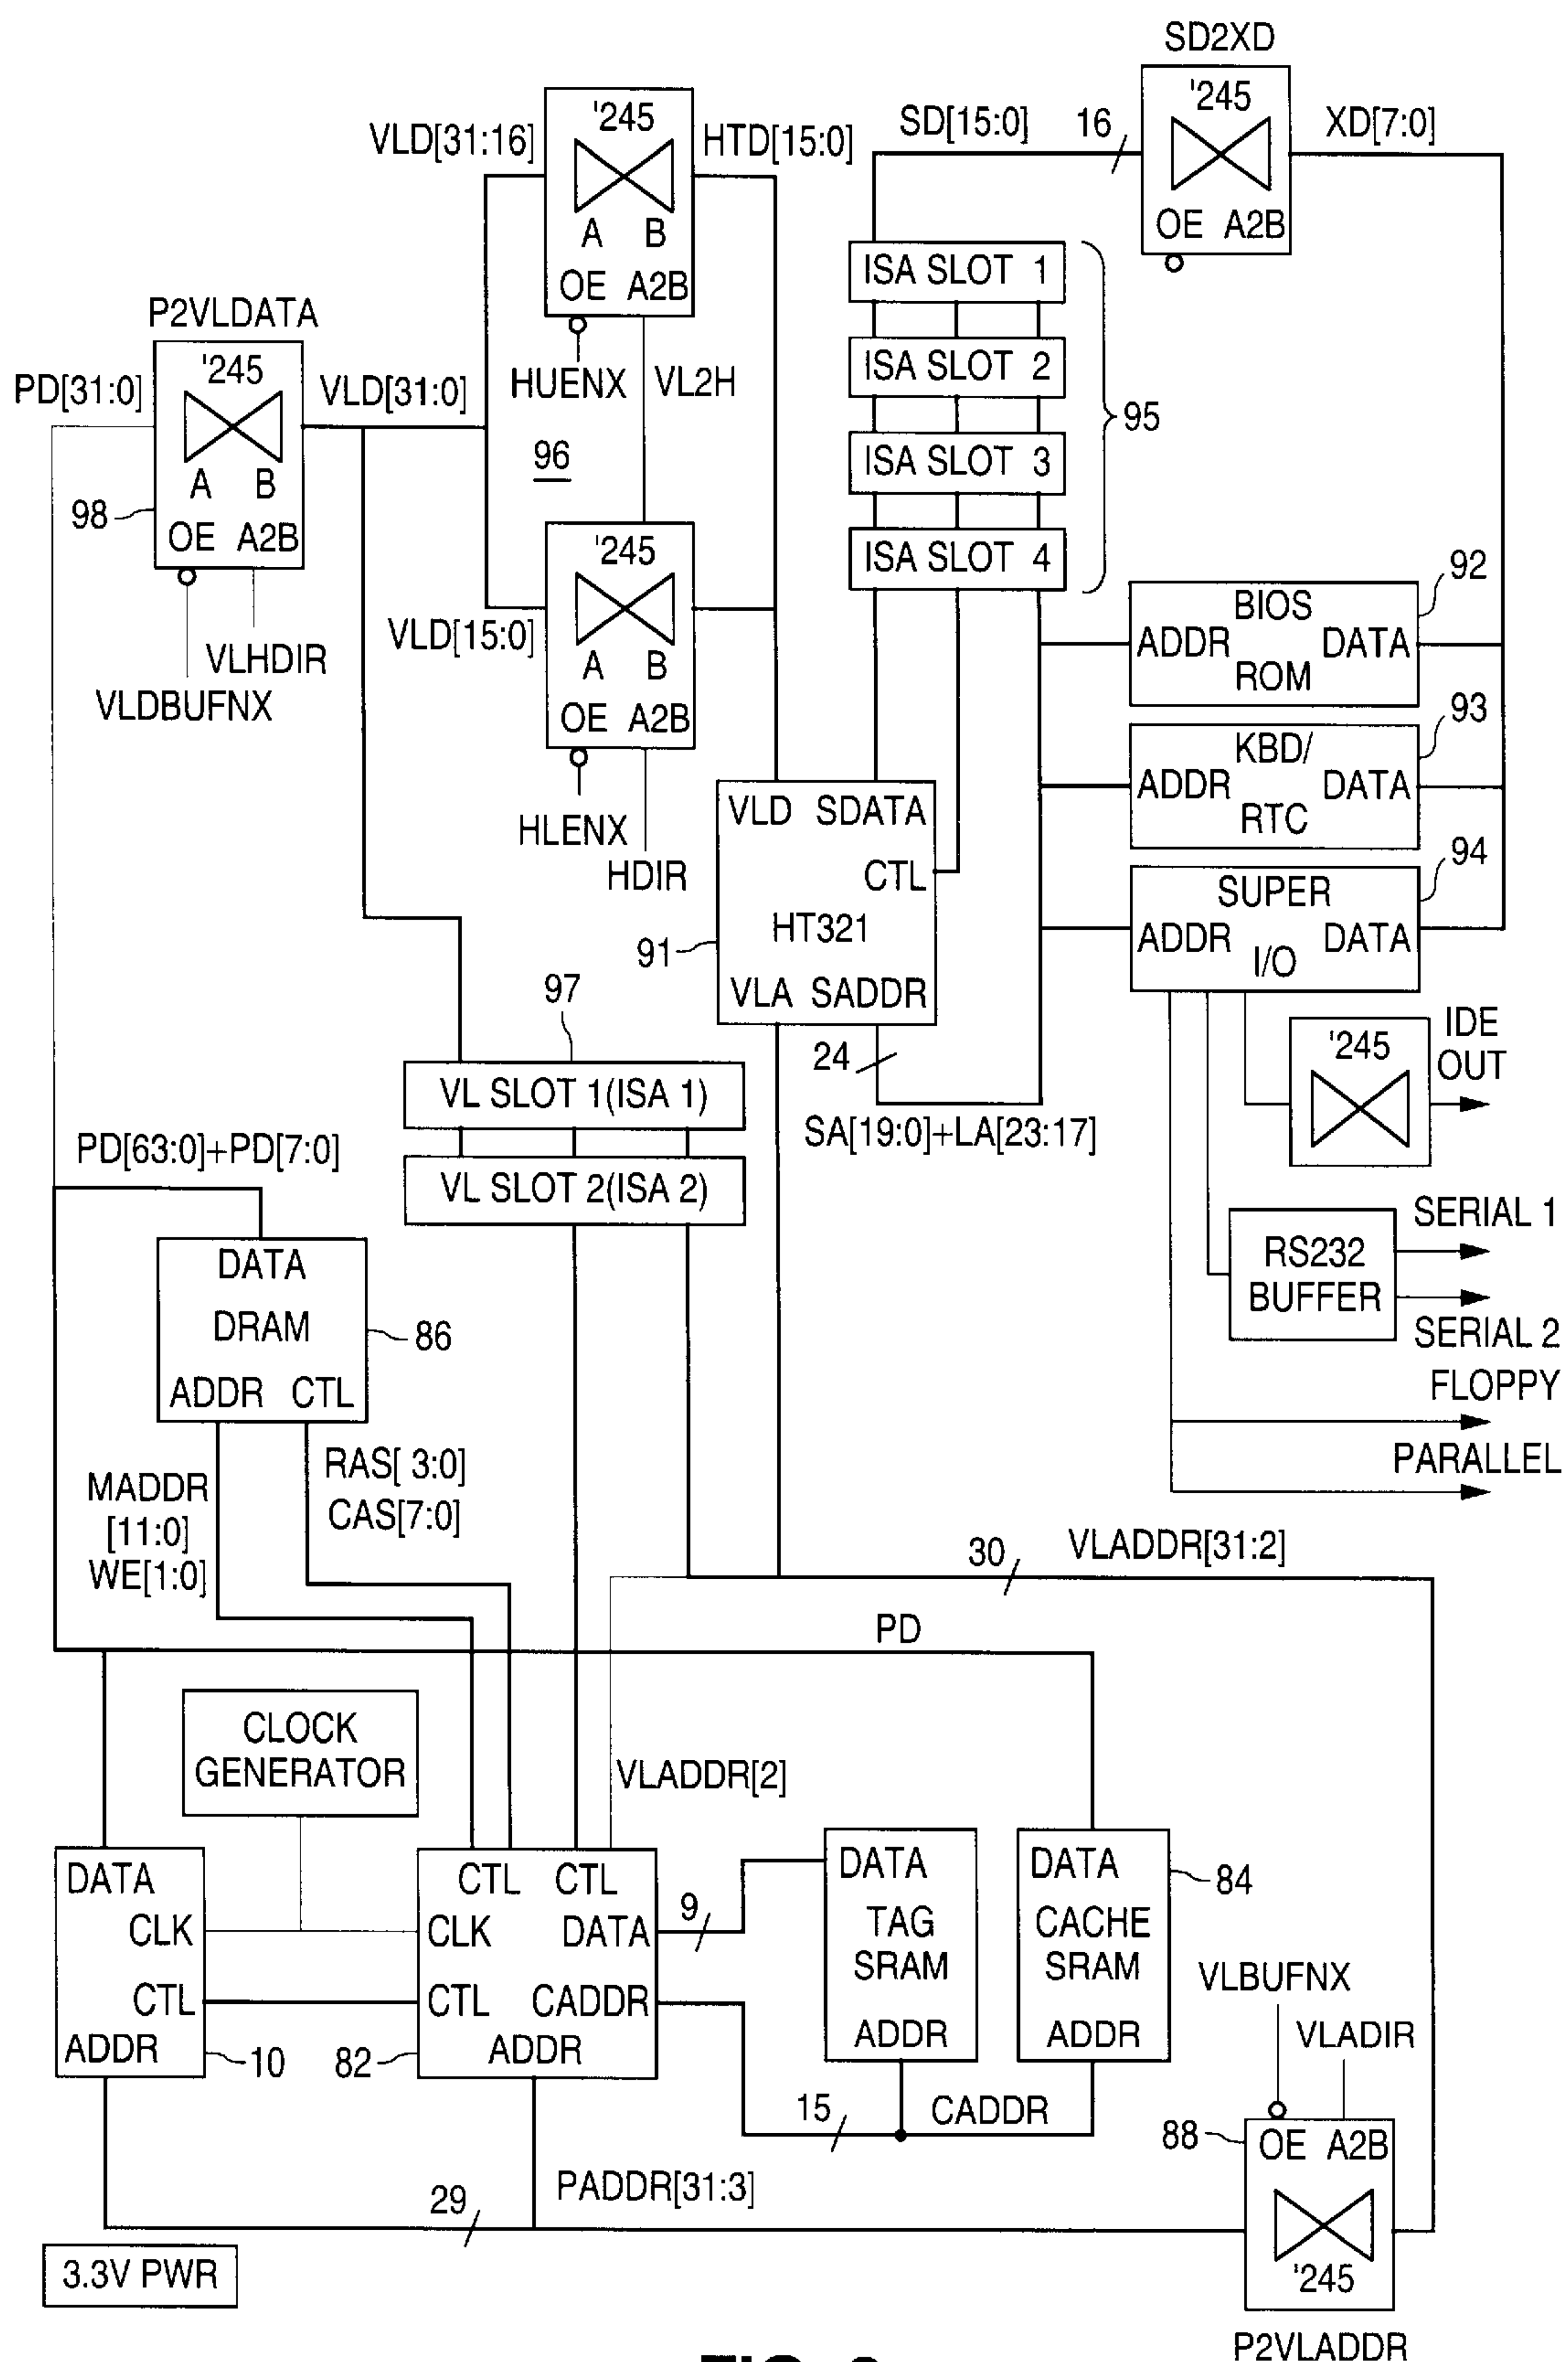 SD2XD
'245
SD[15:0]
16
XD[7:0]
OE A2B
'245
VLD[31:16]
HTD[15:0]
A B
OE A2B
HUENX
VL2H
P2VLDATA
'245
PD[31:0]
VLD[31:0]
A B
98
OE A2B
VLHDIR
VLDBUFNX
96
'245
VLD[15:0]
A B
OE A2B
HLENX
HDIR
ISA SLOT 1
ISA SLOT 2
ISA SLOT 3
ISA SLOT 4
95
92
BIOS
ADDR DATA
ROM
93
KBD/
ADDR DATA
RTC
94
SUPER
ADDR DATA
I/O
VLD SDATA
CTL
HT321
91
VLA SADDR
24
SA[19:0]+LA[23:17]
97
VL SLOT 1(ISA 1)
VL SLOT 2(ISA 2)
'245
IDE
OUT
RS232
BUFFER
SERIAL 1
SERIAL 2
FLOPPY
PARALLEL
PD[63:0]+PD[7:0]
DATA
DRAM
86
ADDR CTL
MADDR
[11:0]
WE[1:0]
RAS[ 3:0]
CAS[7:0]
30
VLADDR[31:2]
PD
CLOCK
GENERATOR
VLADDR[2]
DATA
CLK
CTL
ADDR
10
CTL CTL
CLK DATA
CTL CADDR
ADDR
82
9
DATA
TAG
SRAM
ADDR
DATA
CACHE
SRAM
ADDR
84
15
CADDR
VLBUFNX
VLADIR
88
OE A2B
'245
P2VLADDR
29
PADDR[31:3]
3.3V PWR